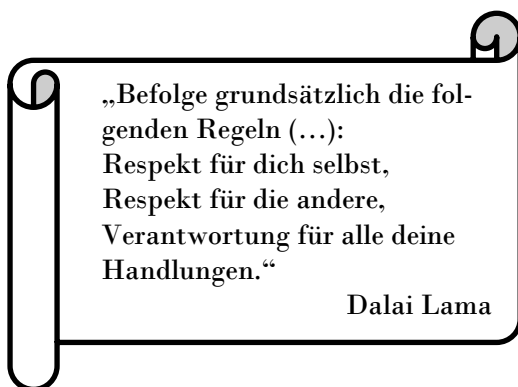 „Befolge grundsätzlich die fol-
genden Regeln (…):
Respekt für dich selbst,
Respekt für die andere,
Verantwortung für alle deine
Handlungen.“
Dalai Lama